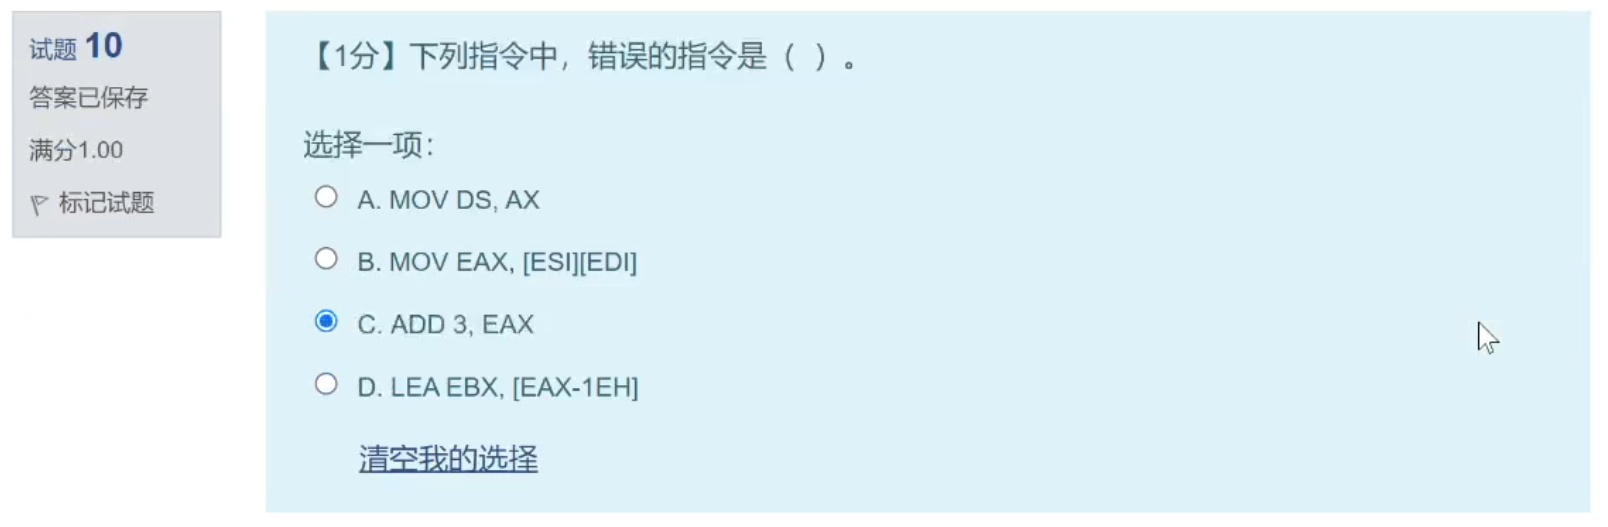 试题 10
答案已保存
满分1.00
标记试题
【1分】下列指令中，错误的指令是（ ）。
选择一项：
A. MOV DS, AX
B. MOV EAX, [ESI][EDI]
C. ADD 3, EAX
D. LEA EBX, [EAX-1EH]
清空我的选择